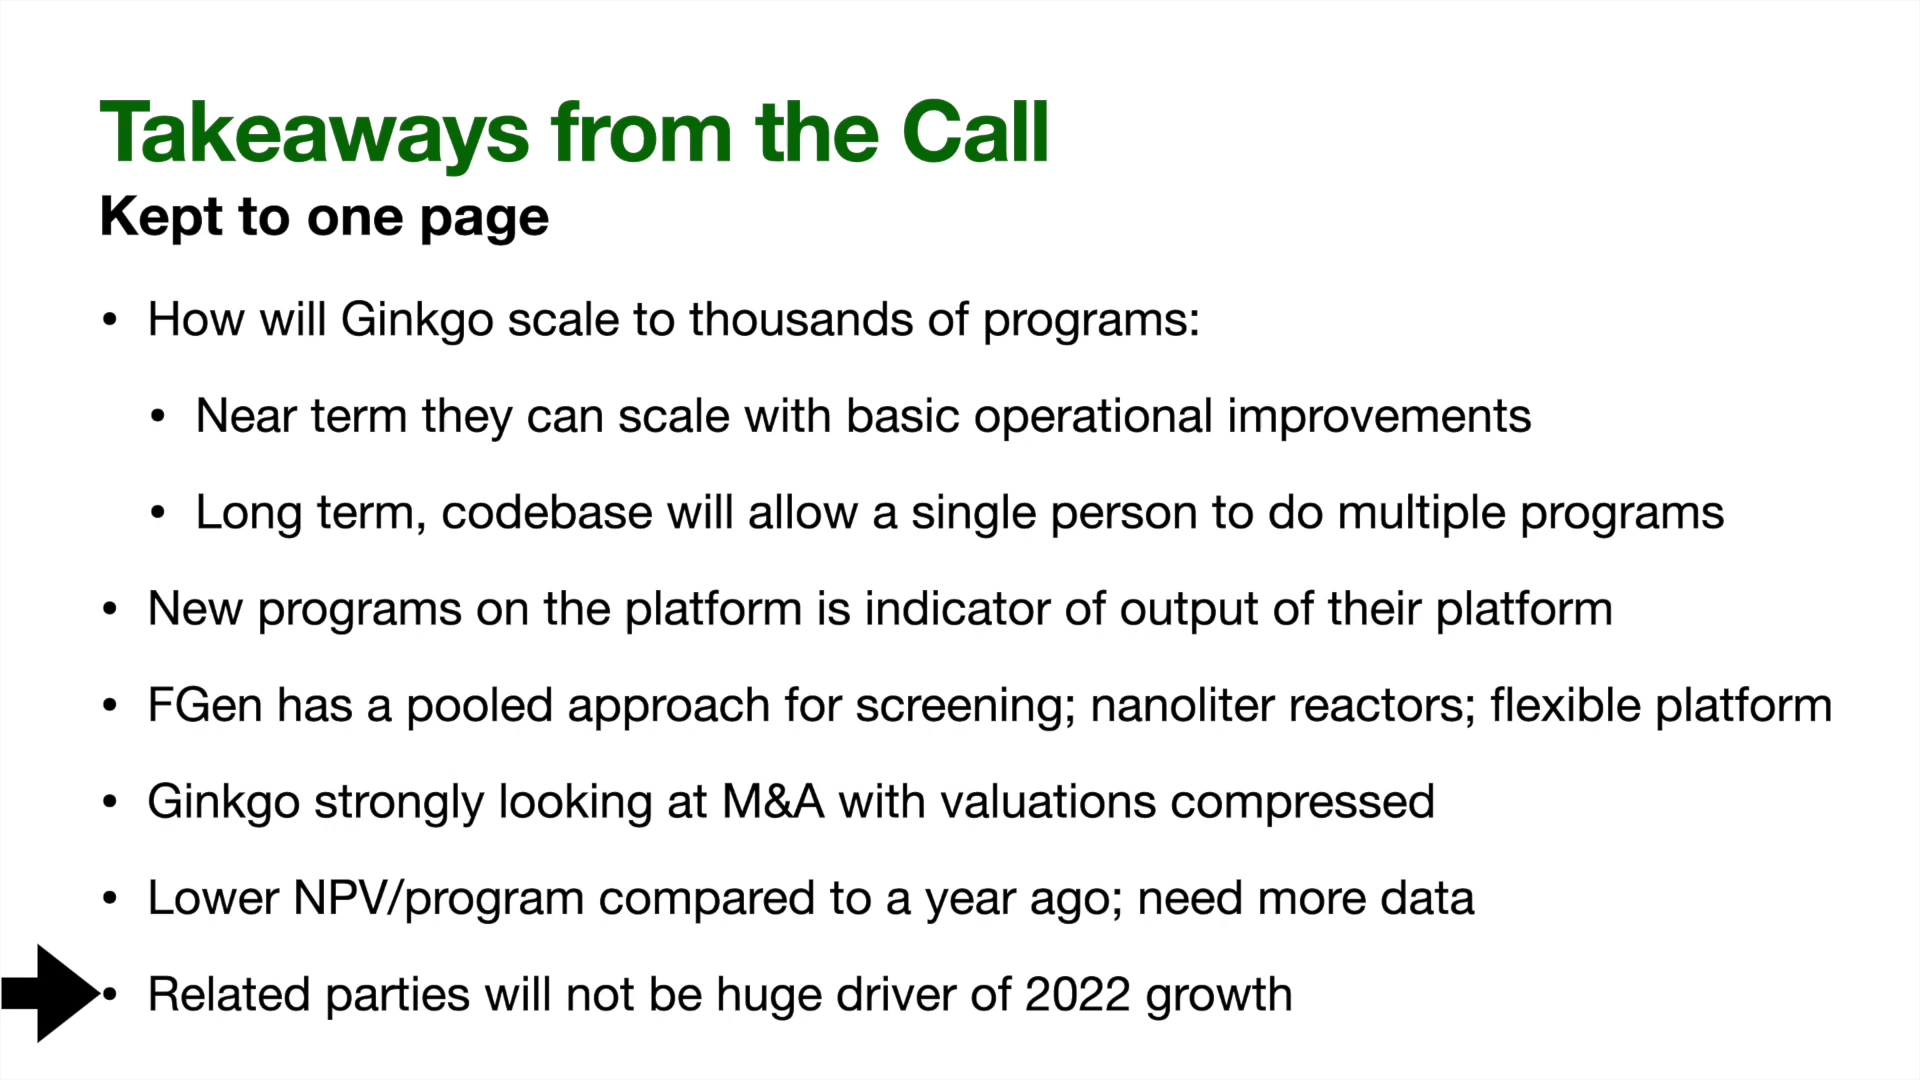 Takeaways from the Call
Kept to one page
• How will Ginkgo scale to thousands of programs:
• Near term they can scale with basic operational improvements
• Long term, codebase will allow a single person to do multiple programs
• New programs on the platform is indicator of output of their platform
• FGen has a pooled approach for screening; nanoliter reactors; flexible platform
• Ginkgo strongly looking at M&A with valuations compressed
• Lower NPV/program compared to a year ago; need more data
• Related parties will not be huge driver of 2022 growth